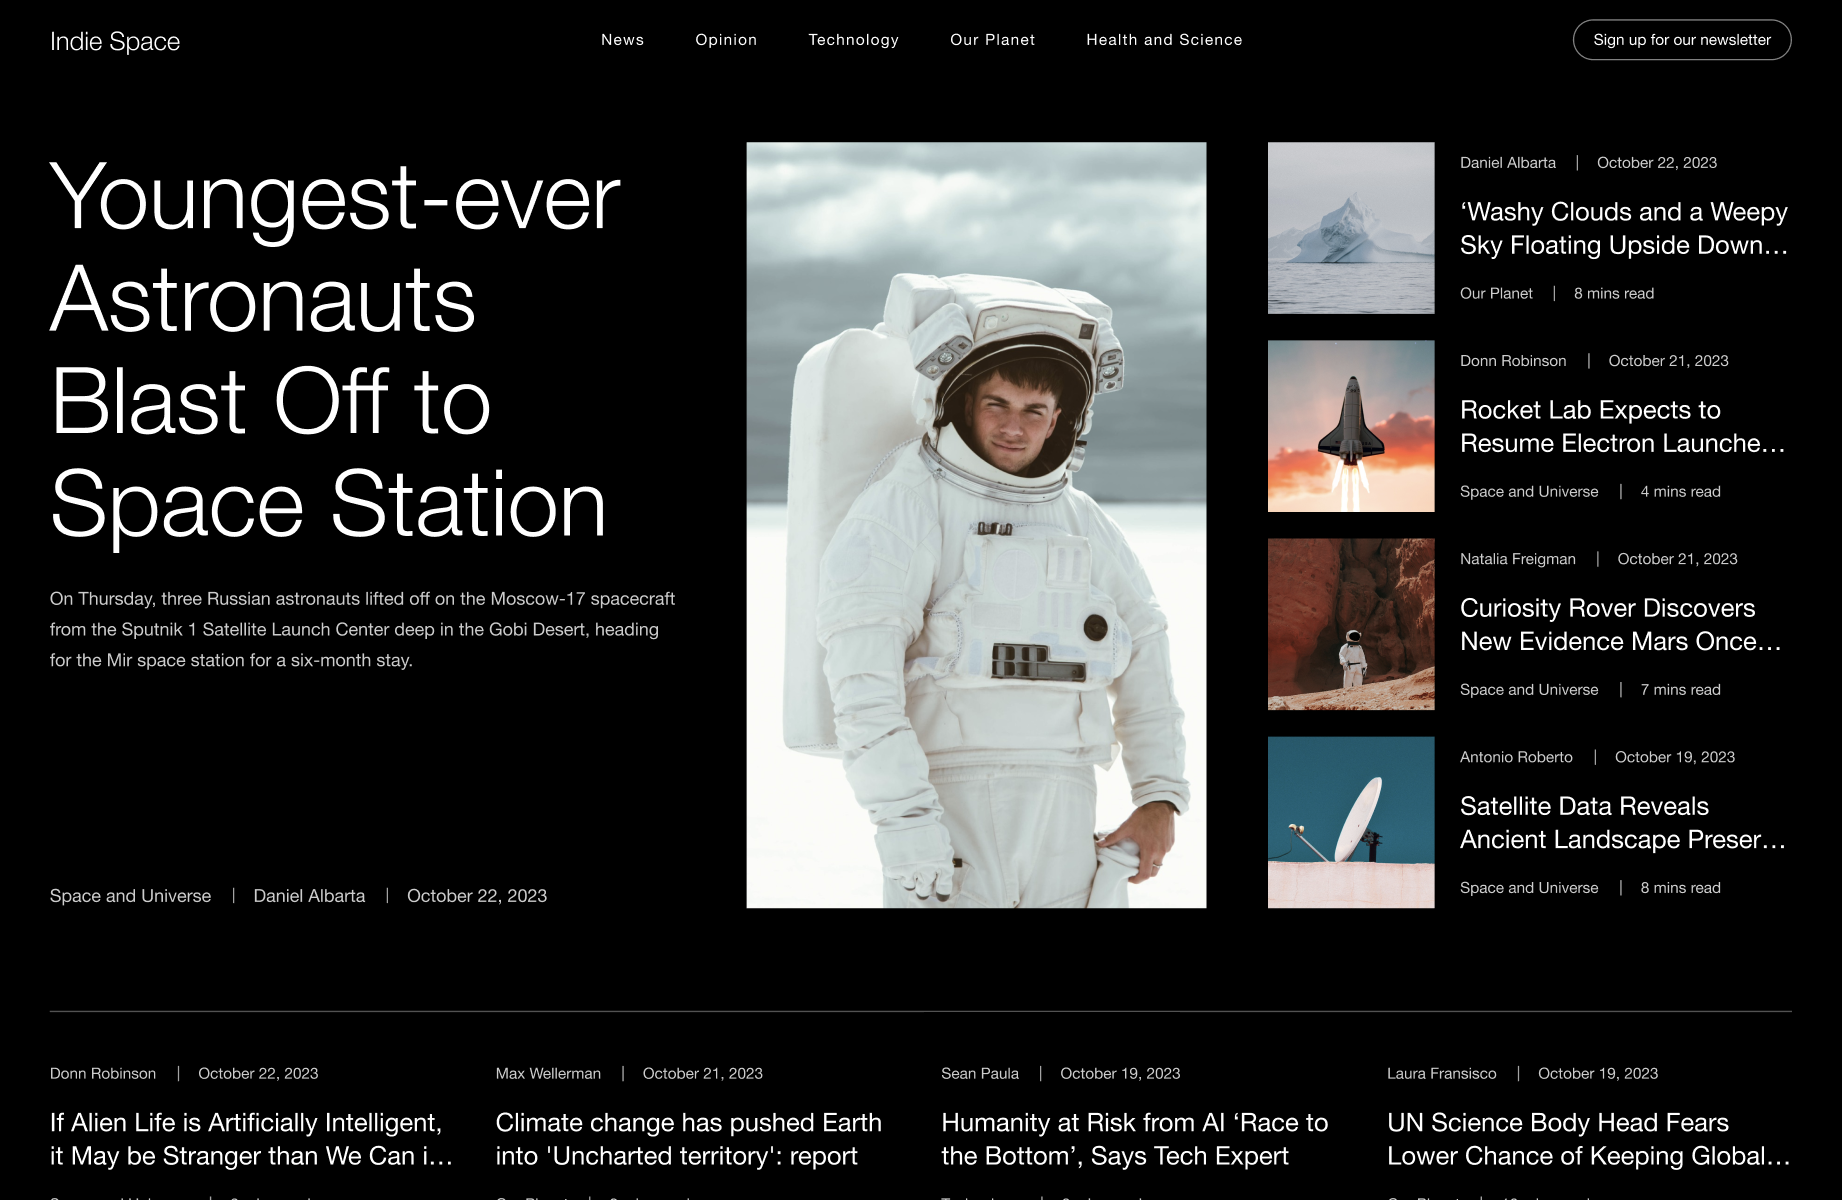 Indie Space
News
Opinion
Technology
Our Planet
Health and Science
Sign up for our newsletter
Youngest-ever
Astronauts
Blast Off to
Space Station
On Thursday, three Russian astronauts lifted off on the Moscow-17 spacecraft
from the Sputnik 1 Satellite Launch Center deep in the Gobi Desert, heading
for the Mir space station for a six-month stay.
Space and Universe | Daniel Albarta | October 22, 2023
Daniel Albarta | October 22, 2023
‘Washy Clouds and a Weepy
Sky Floating Upside Down...
Our Planet | 8 mins read
Donn Robinson | October 21, 2023
Rocket Lab Expects to
Resume Electron Launche...
Space and Universe | 4 mins read
Natalia Freigman | October 21, 2023
Curiosity Rover Discovers
New Evidence Mars Once...
Space and Universe | 7 mins read
Antonio Roberto | October 19, 2023
Satellite Data Reveals
Ancient Landscape Preser...
Space and Universe | 8 mins read
Donn Robinson | October 22, 2023
If Alien Life is Artificially Intelligent,
it May be Stranger than We Can i...
Max Wellerman | October 21, 2023
Climate change has pushed Earth
into 'Uncharted territory': report
Sean Paula | October 19, 2023
Humanity at Risk from AI ‘Race to
the Bottom’, Says Tech Expert
Laura Fransisco | October 19, 2023
UN Science Body Head Fears
Lower Chance of Keeping Global...